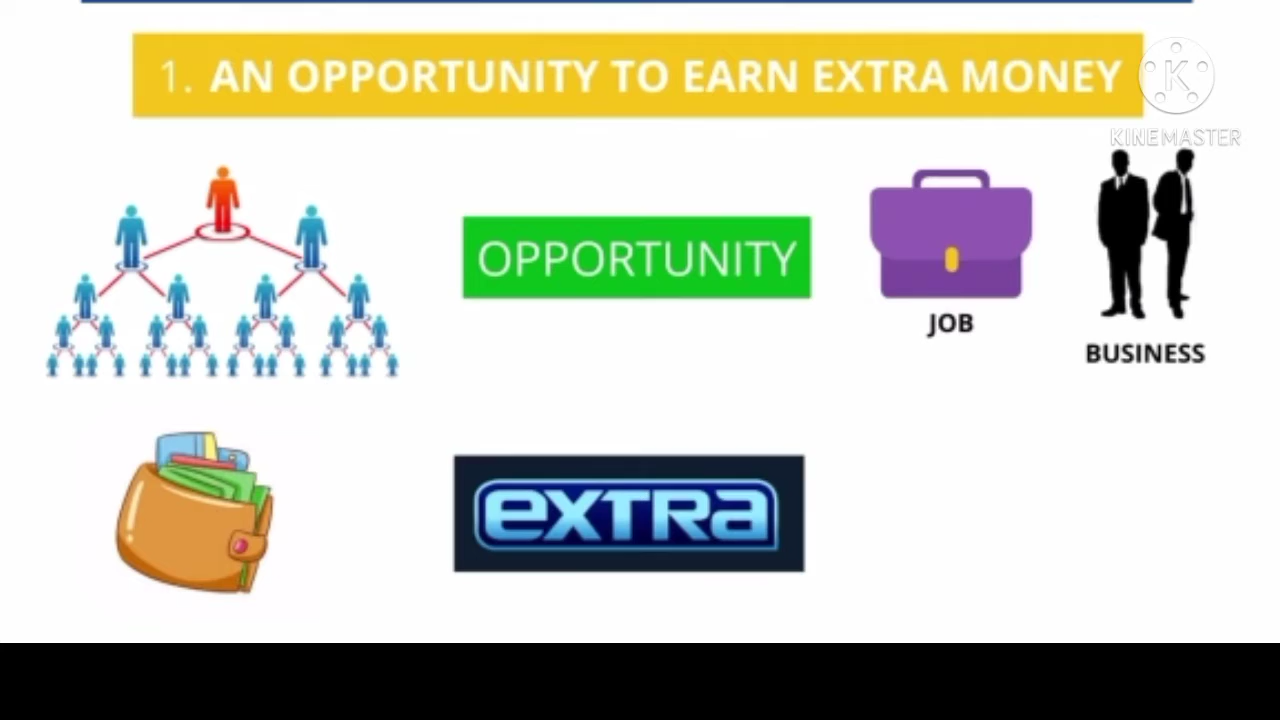 1. AN OPPORTUNITY TO EARN EXTRA MONEY
K
KINEMASTER
OPPORTUNITY
JOB
BUSINESS
eXTRa